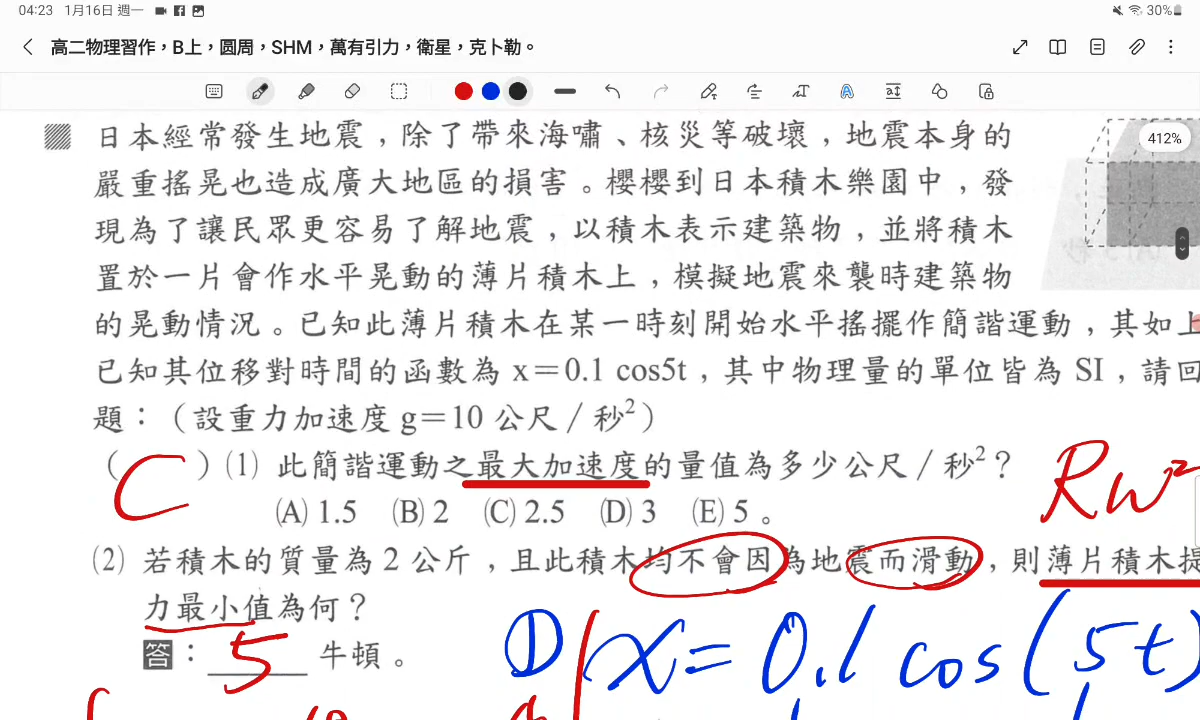 04:23 1月16日 週一 30%
高二物理習作，B上，圓周，SHM，萬有引力，衛星，克卜勒。
412%
日本經常發生地震，除了帶來海嘯、核災等破壞，地震本身的
嚴重搖晃也造成廣大地區的損害。櫻櫻到日本積木樂園中，發
現為了讓民眾更容易了解地震，以積木表示建築物，並將積木
置於一片會作水平晃動的薄片積木上，模擬地震來襲時建築物
的晃動情況。已知此薄片積木在某一時刻開始水平搖擺作簡諧運動，其如上
已知其位移對時間的函數為 x＝0.1 cos5t，其中物理量的單位皆為 SI，請回
題：（設重力加速度 g＝10 公尺／秒²）
（ C ）(1) 此簡諧運動之最大加速度的量值為多少公尺／秒²？ Rw²
(A) 1.5 (B) 2 (C) 2.5 (D) 3 (E) 5 。
(2) 若積木的質量為 2 公斤，且此積木均不會因為地震而滑動，則薄片積木提
力最小值為何？
答：5 牛頓。 ① x = 0.1 cos(5t)